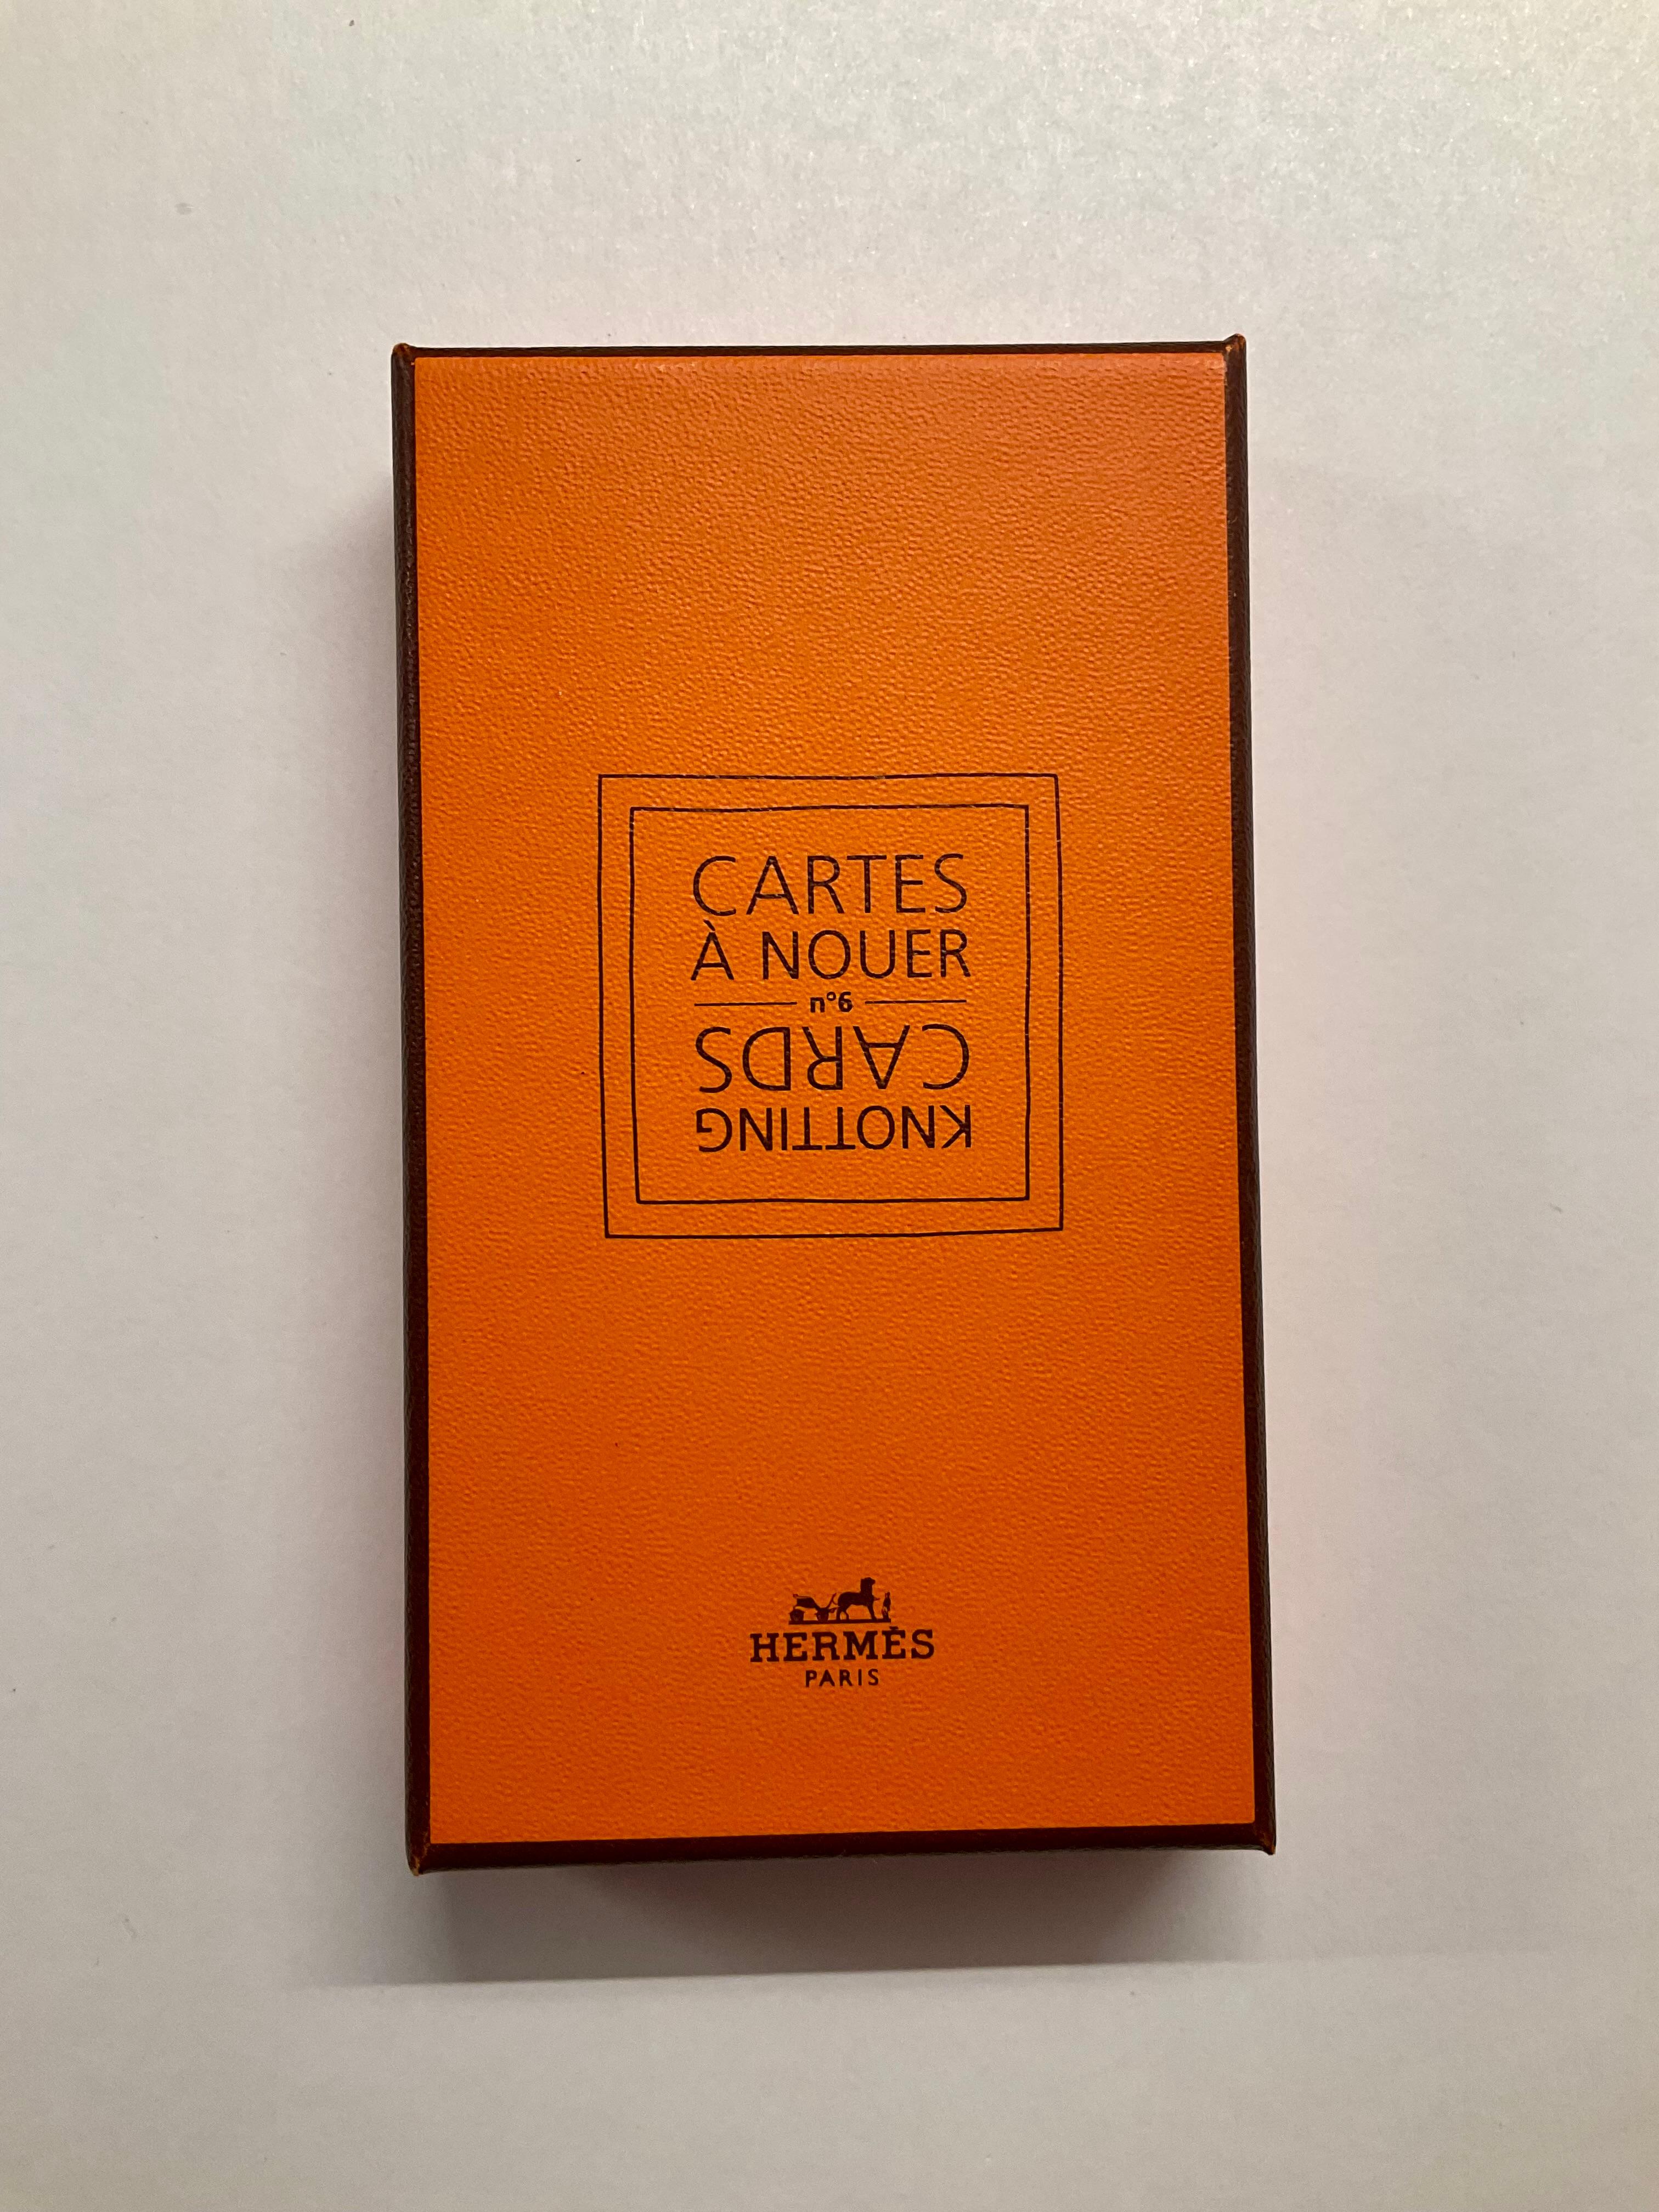 CARTES
À NOUER
n°6
KNOTTING
CARDS
HERMÈS
PARIS